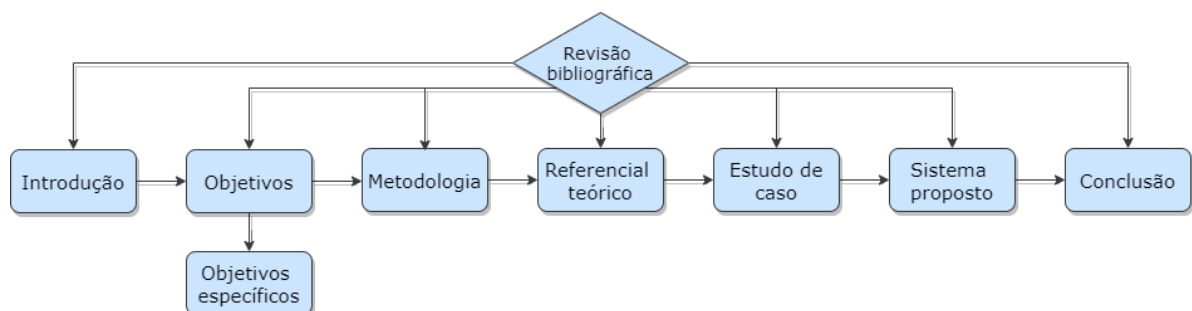 Revisão
bibliográfica
Introdução
Objetivos
Metodologia
Referencial
teórico
Estudo de
caso
Sistema
proposto
Conclusão
Objetivos
específicos